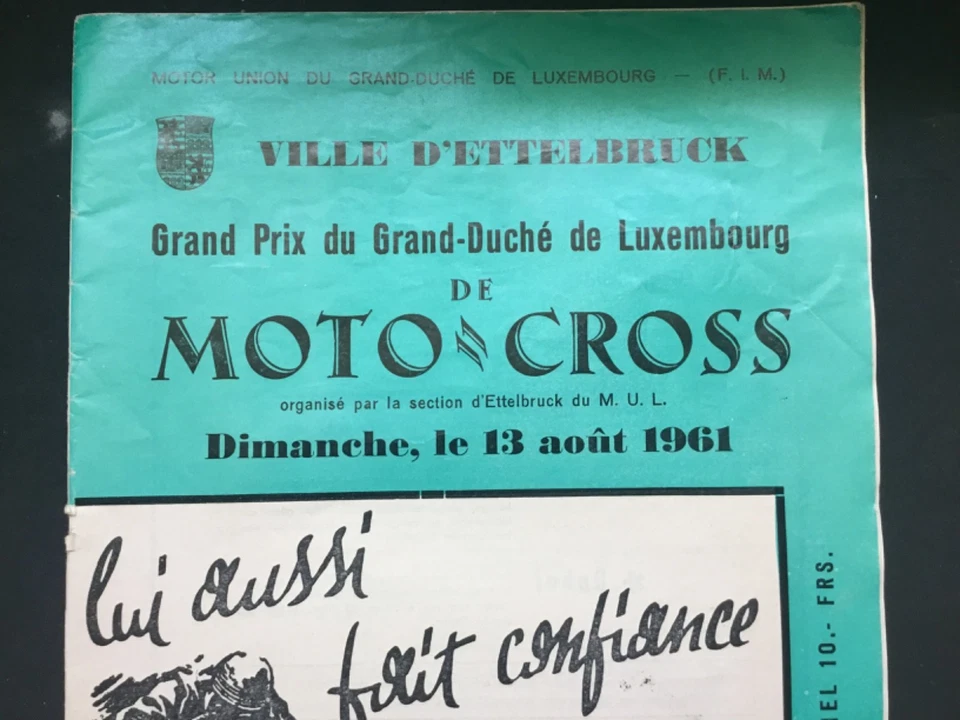 MOTOR UNION DU GRAND-DUCHÉ DE LUXEMBOURG — (F. I. M.)
VILLE D'ETTELBRUCK
Grand Prix du Grand-Duché de Luxembourg
DE
MOTO-CROSS
organisé par la section d'Ettelbruck du M. U. L.
Dimanche, le 13 août 1961
lui aussi
fait confiance
10.- FRS.